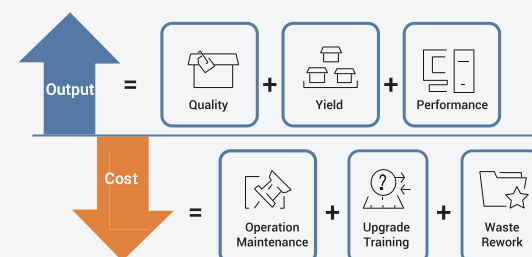 Output = Quality + Yield + Performance
Cost = Operation Maintenance + Upgrade Training + Waste Rework